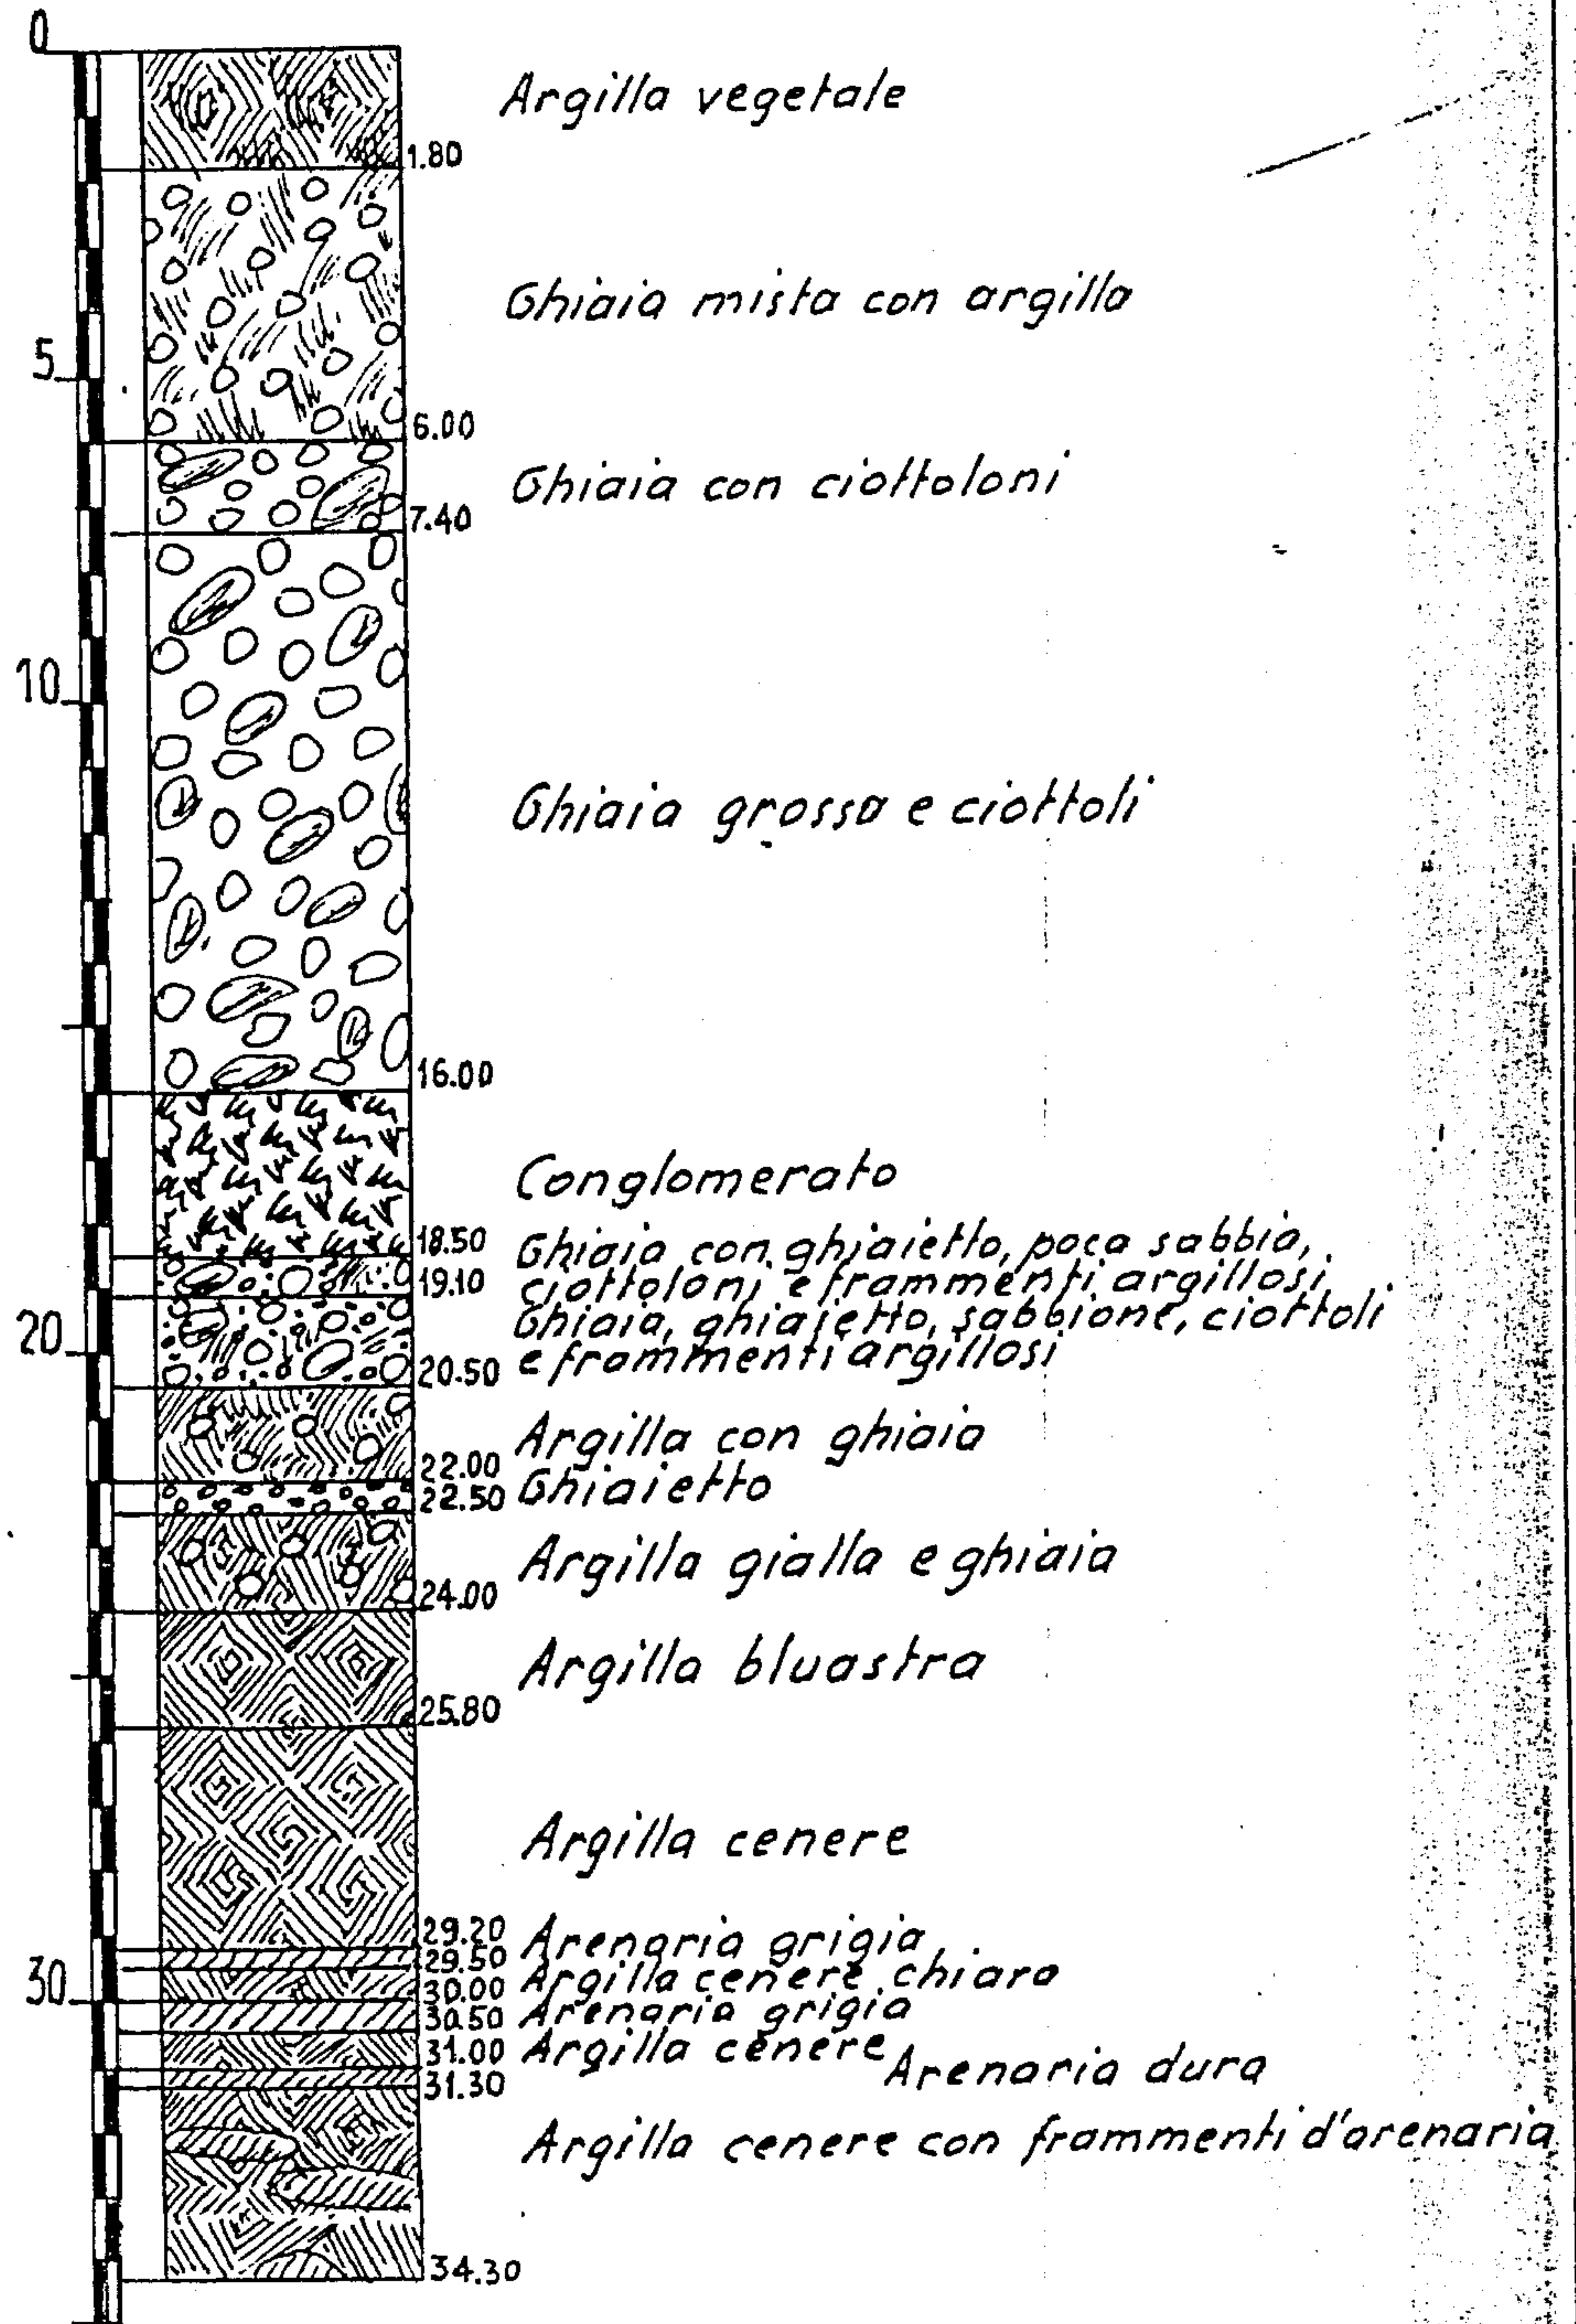 0
Argilla vegetale
1.80
Ghiaia mista con argilla
5
6.00
Ghiaia con ciottoloni
7.40
10
Ghiaia grossa e ciottoli
16.00
Conglomerato
18.50
Ghiaia con ghiaietto, poca sabbia,
ciottoloni e frammenti argillosi
19.10
Ghiaia, ghiaietto, sabbione, ciottoli
20
e frammenti argillosi
20.50
Argilla con ghiaia
22.00
Ghiaietto
22.50
Argilla gialla e ghiaia
24.00
Argilla bluastra
25.80
Argilla cenere
29.20
Arenaria grigia
29.50
Argilla cenere chiara
30
30.00
Arenaria grigia
30.50
Argilla cenere
31.00
Arenaria dura
31.30
Argilla cenere con frammenti d'arenaria
34.30